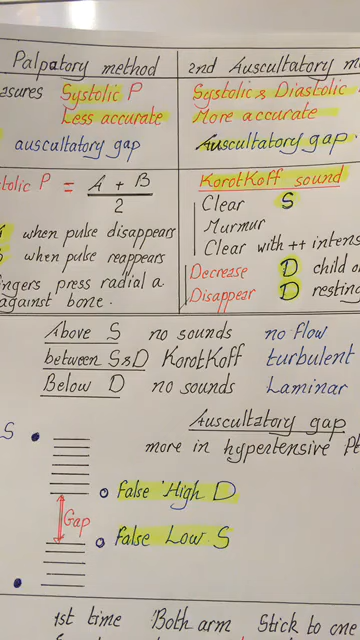 Palpatory method
2nd Auscultatory m
asures Systolic P
Less accurate
auscultatory gap
Systolic & Diastolic
More accurate
Auscultatory gap
tolic P = A + B
2
when pulse disappears
when pulse reappears
ingers press radial a
against bone.
Korotkoff sound
Clear S
Murmur
Clear with ++ intens
Decrease D child o
Disappear D resting
Above S no sounds no flow
between S&D Korotkoff turbulent
Below D no sounds Laminar
Auscultatory gap
more in hypertensive Pt
S
False High D
Gap
False Low S
1st time Both arm Stick to one